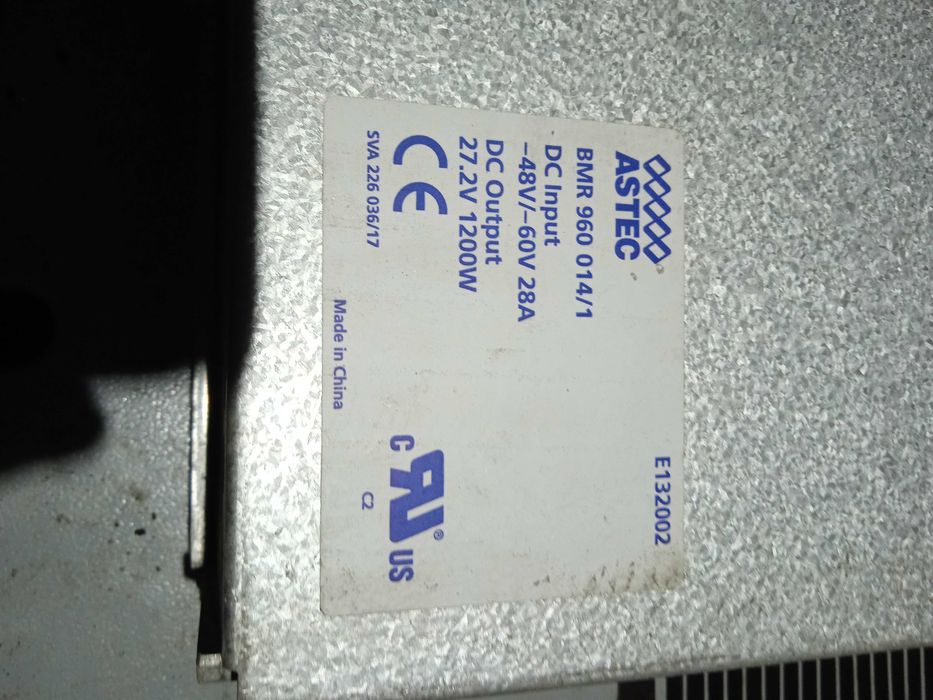 ASTEC
E132002
BMR 960 014/1
DC Input
–48V/–60V 28A
DC Output
27.2V 1200W
CE
C RU ® US
SVA 226 036/17
C2
Made in China